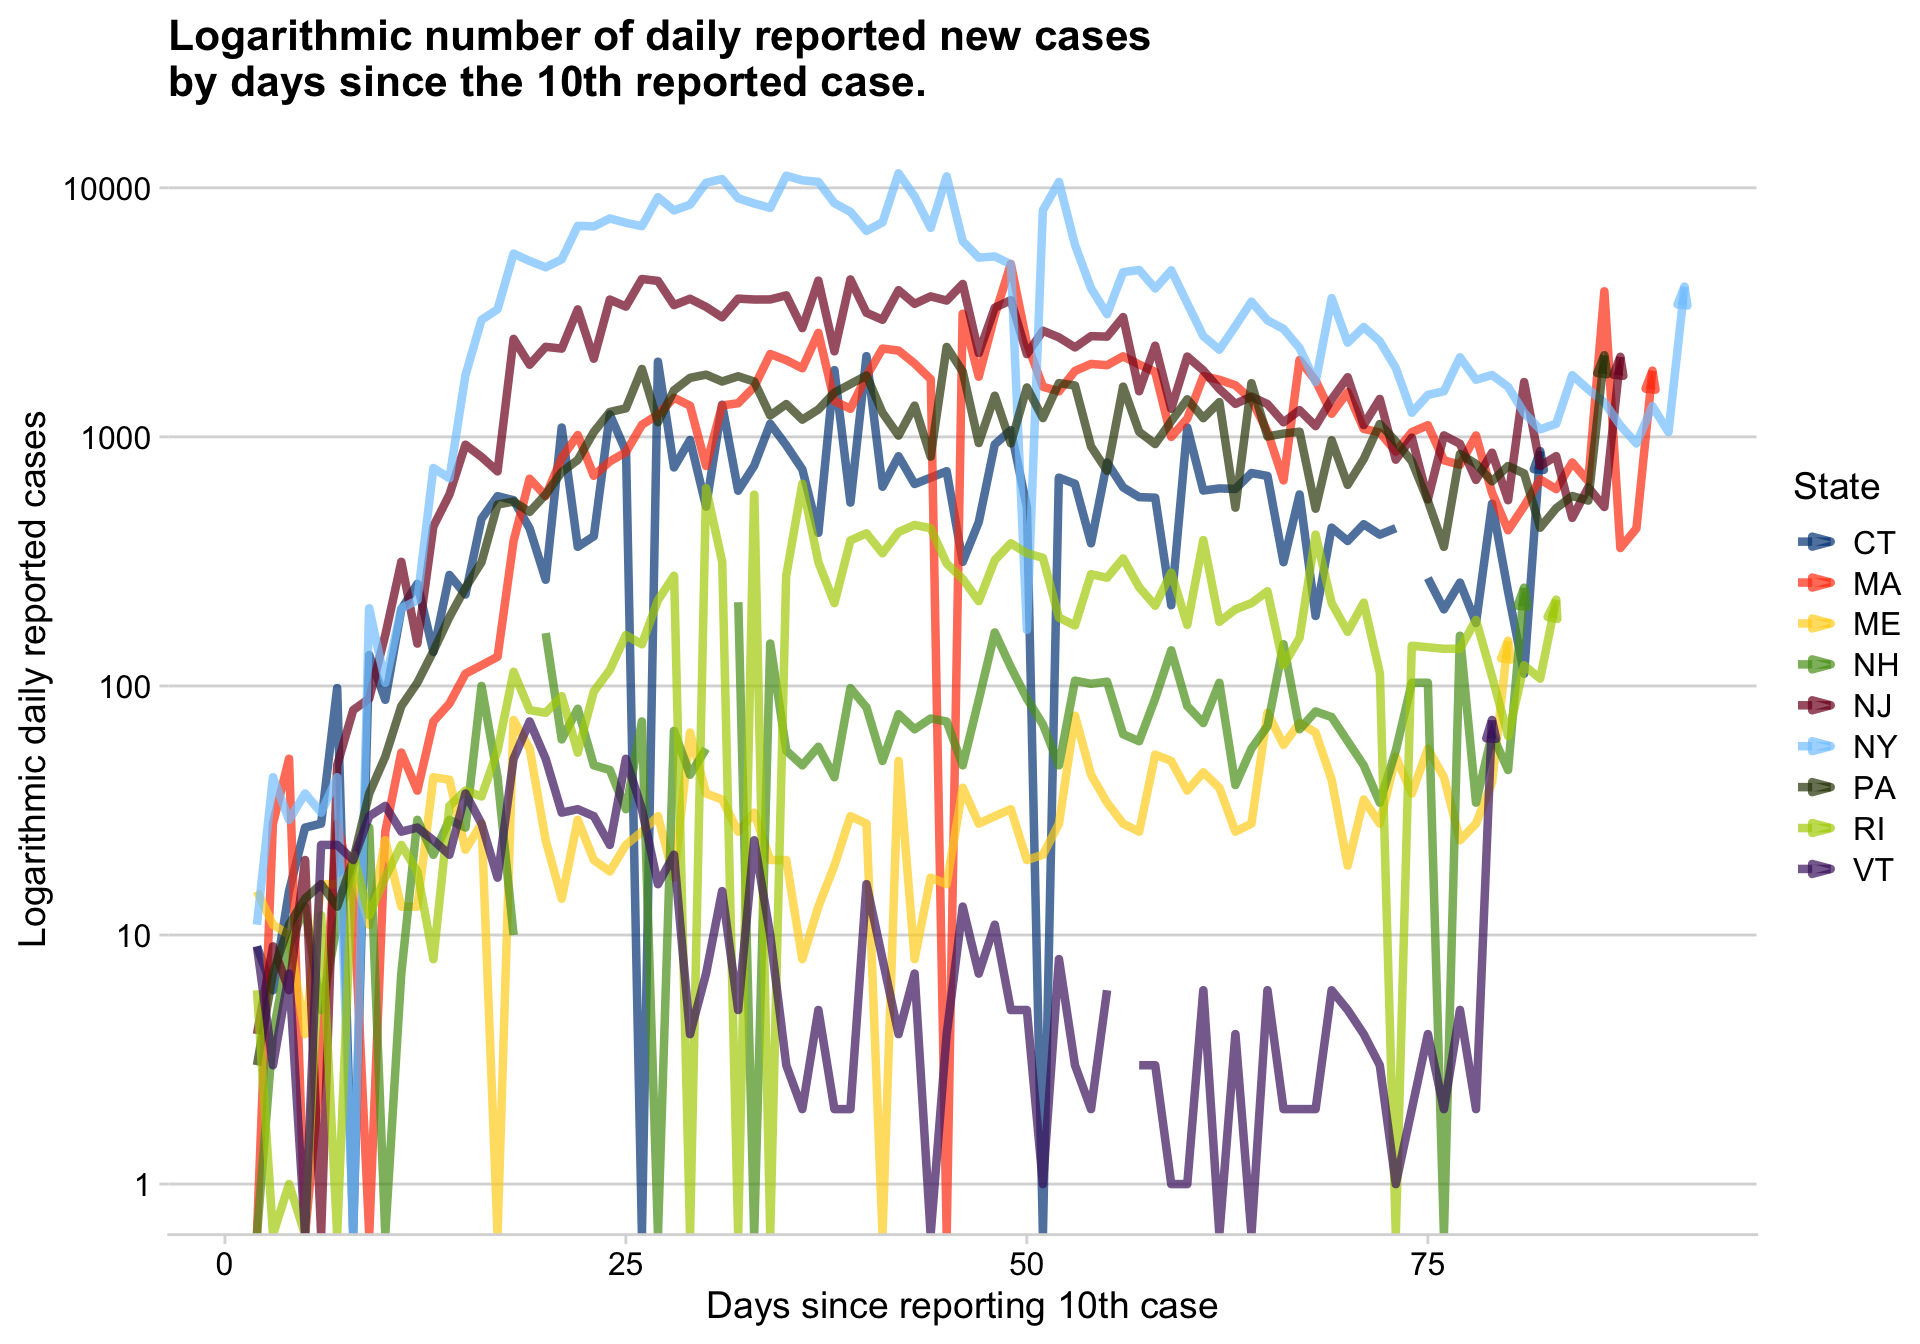 Logarithmic number of daily reported new cases
by days since the 10th reported case.
Logarithmic daily reported cases
10000
1000
100
10
1
0
25
50
75
Days since reporting 10th case
State
CT
MA
ME
NH
NJ
NY
PA
RI
VT